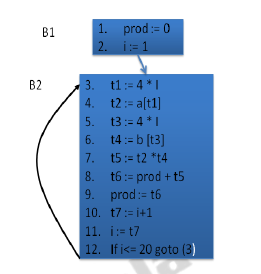 B1
1. prod := 0
2. i := 1
B2
3. t1 := 4 * I
4. t2 := a[t1]
5. t3 := 4 * I
6. t4 := b [t3]
7. t5 := t2 *t4
8. t6 := prod + t5
9. prod := t6
10. t7 := i+1
11. i := t7
12. If i<= 20 goto (3)